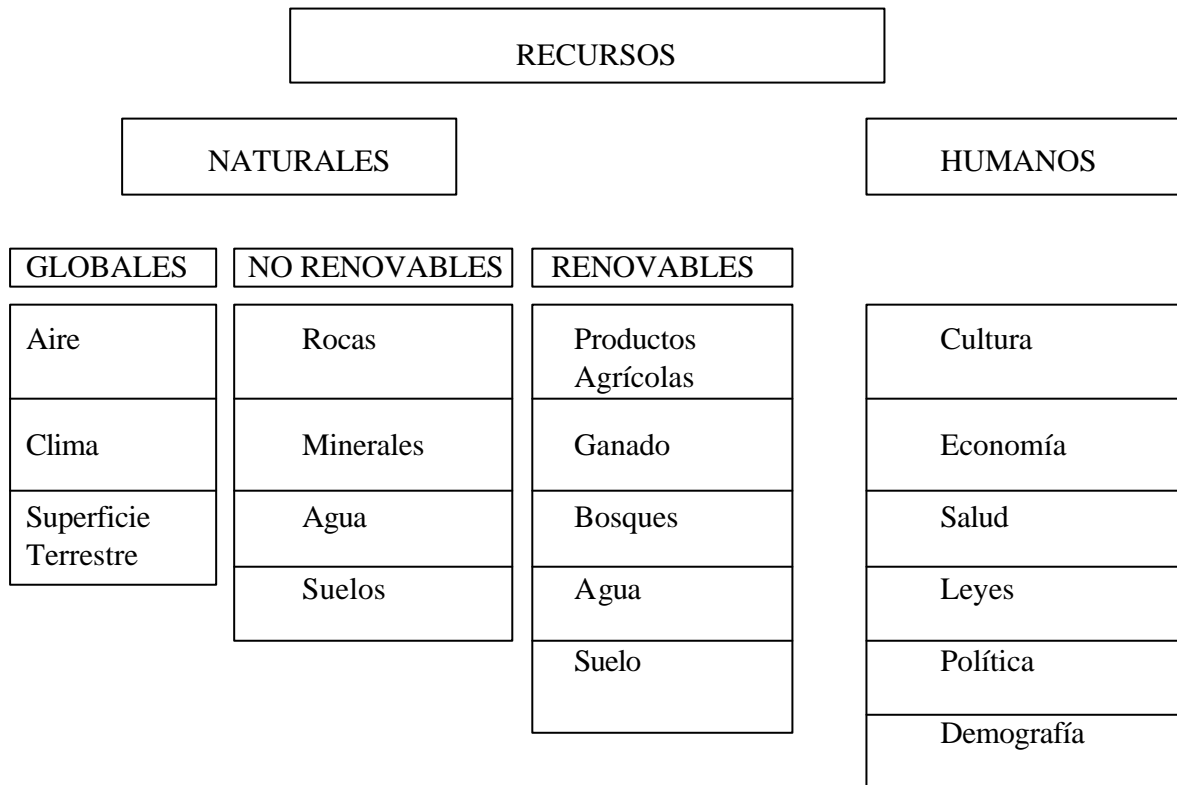 RECURSOS
NATURALES
HUMANOS
GLOBALES
NO RENOVABLES
RENOVABLES
Aire
Rocas
Productos
Agrícolas
Cultura
Clima
Minerales
Ganado
Economía
Superficie
Terrestre
Agua
Bosques
Salud
Suelos
Agua
Leyes
Suelo
Política
Demografía